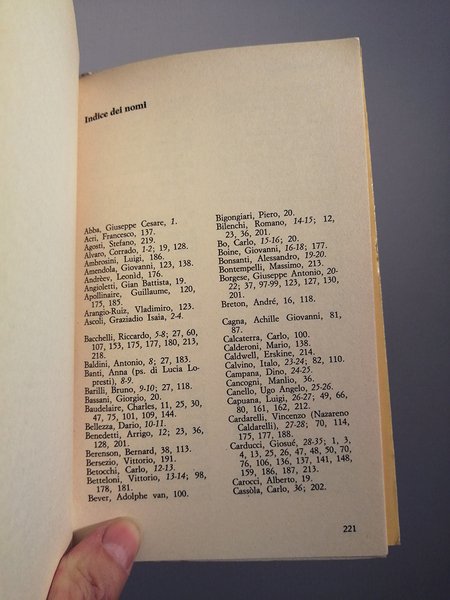 Indice dei nomi
Abba, Giuseppe Cesare, 1.
Acri, Francesco, 137.
Agosti, Stefano, 219.
Alvaro, Corrado, 1-2; 19, 128.
Ambrosini, Luigi, 186.
Amendola, Giovanni, 123, 138.
Andrèev, Leonìd, 176.
Angioletti, Gian Battista, 19.
Apollinaire, Guillaume, 120,
175, 185.
Arangio-Ruiz, Vladimiro, 123.
Ascoli, Graziadio Isaia, 2-4.
Bacchelli, Riccardo, 5-8; 27, 60,
107, 153, 175, 177, 180, 213,
218.
Baldini, Antonio, 8; 27, 183.
Banti, Anna (ps. di Lucia Lo-
presti), 8-9.
Barilli, Bruno, 9-10; 27, 118.
Bassani, Giorgio, 20.
Baudelaire, Charles, 11, 25, 30,
47, 75, 101, 109, 144.
Bellezza, Dario, 10-11.
Benedetti, Arrigo, 12; 23, 36,
128, 201.
Berenson, Bernard, 38, 113.
Bersezio, Vittorio, 191.
Betocchi, Carlo, 12-13.
Betteloni, Vittorio, 13-14; 98,
178, 181.
Bever, Adolphe van, 100.
Bigongiari, Piero, 20.
Bilenchi, Romano, 14-15; 12,
23, 36, 201.
Bo, Carlo, 15-16; 20.
Boine, Giovanni, 16-18; 177.
Bonsanti, Alessandro, 19-20.
Bontempelli, Massimo, 213.
Borgese, Giuseppe Antonio, 20-
22; 37, 97-99, 123, 127, 130,
201.
Breton, André, 16, 118.
Cagna, Achille Giovanni, 81,
87.
Calcaterra, Carlo, 100.
Calderoni, Mario, 138.
Caldwell, Erskine, 214.
Calvino, Italo, 23-24; 82, 110.
Campana, Dino, 24-25.
Cancogni, Manlio, 36.
Canello, Ugo Angelo, 25-26.
Capuana, Luigi, 26-27; 49, 66,
80, 161, 162, 212.
Cardarelli, Vincenzo (Nazareno
Caldarelli), 27-28; 70, 114,
175, 177, 188.
Carducci, Giosué, 28-35; 1, 3,
4, 13, 25, 26, 47, 48, 50, 70,
76, 106, 136, 137, 141, 148,
159, 186, 187, 213.
Carocci, Alberto, 19.
Cassòla, Carlo, 36; 202.
221